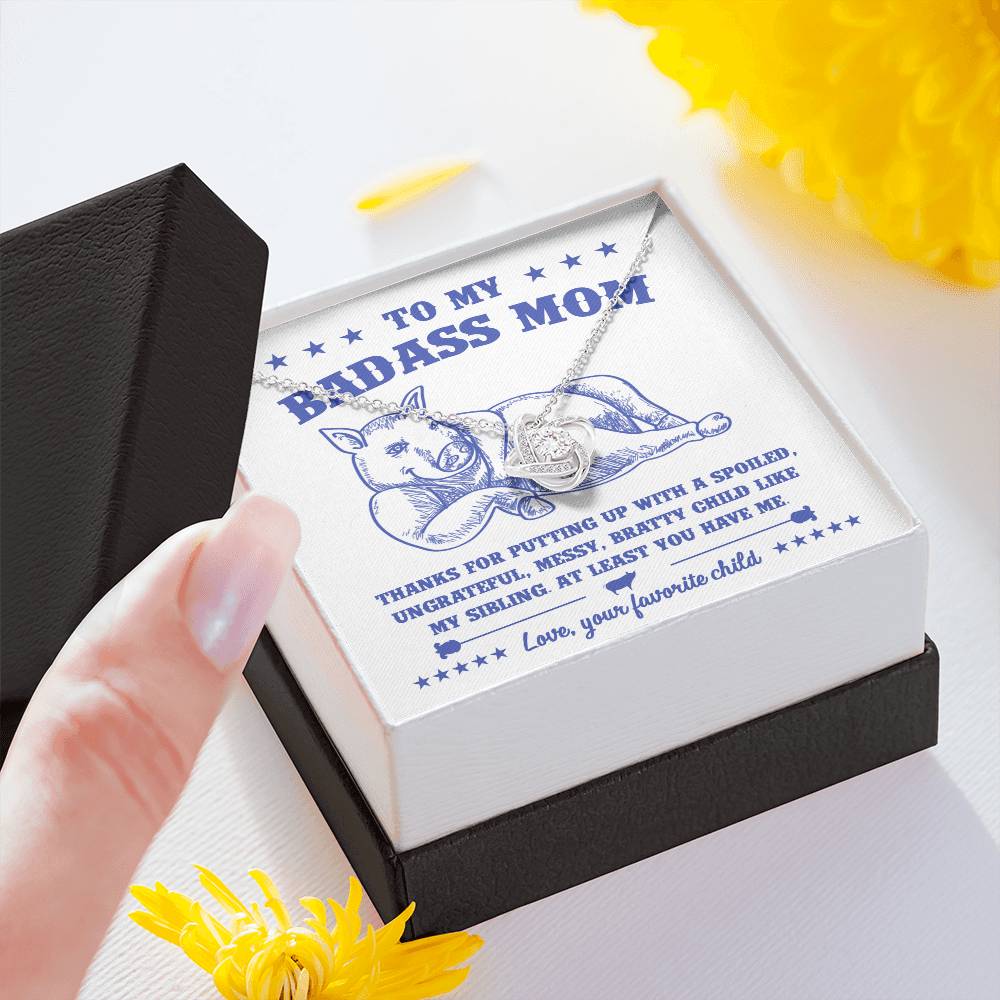 TO MY
BADASS MOM
THANKS FOR PUTTING UP WITH A SPOILED,
UNGRATEFUL, MESSY, BRATTY CHILD LIKE
MY SIBLING. AT LEAST YOU HAVE ME.
Love, your favorite child